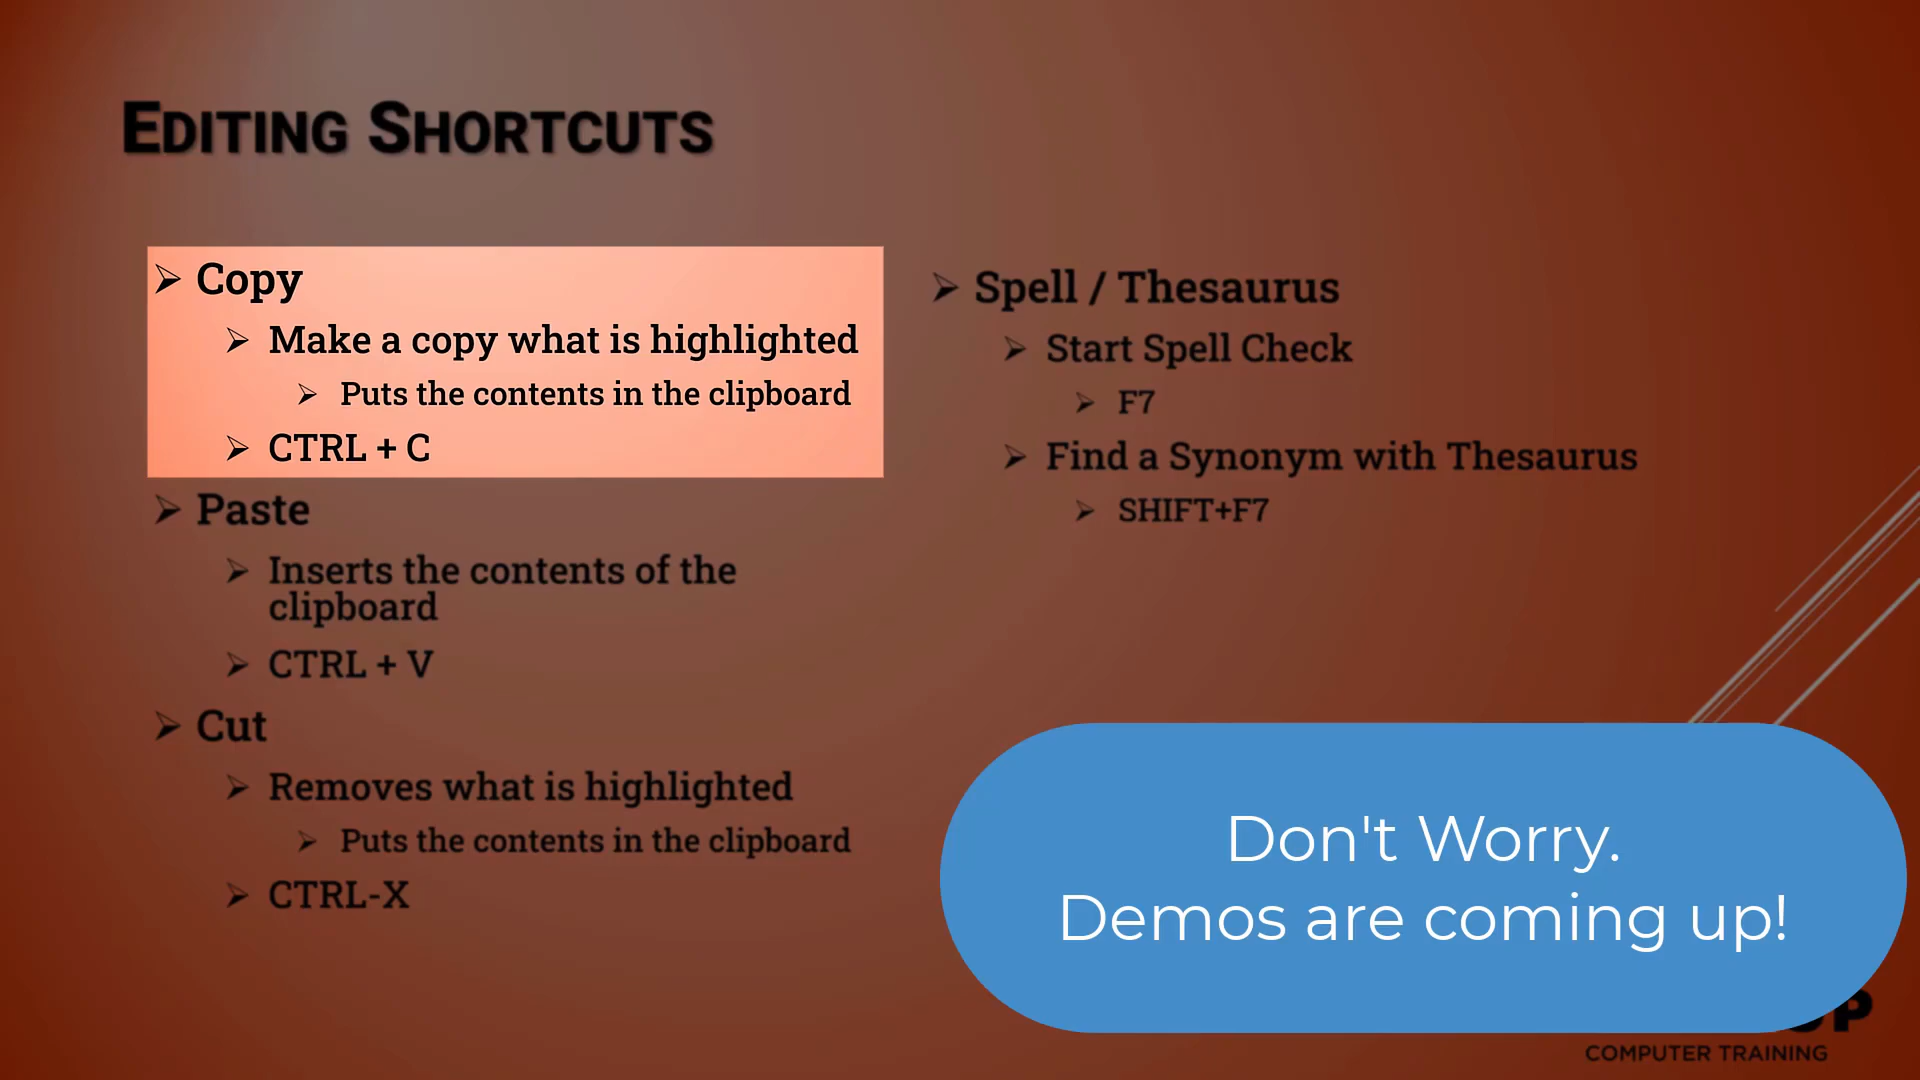 EDITING SHORTCUTS
Copy
Make a copy what is highlighted
Puts the contents in the clipboard
CTRL + C
Paste
Inserts the contents of the
clipboard
CTRL + V
Cut
Removes what is highlighted
Puts the contents in the clipboard
CTRL-X
Spell / Thesaurus
Start Spell Check
F7
Find a Synonym with Thesaurus
SHIFT+F7
Don't Worry.
Demos are coming up!
COMPUTER TRAINING